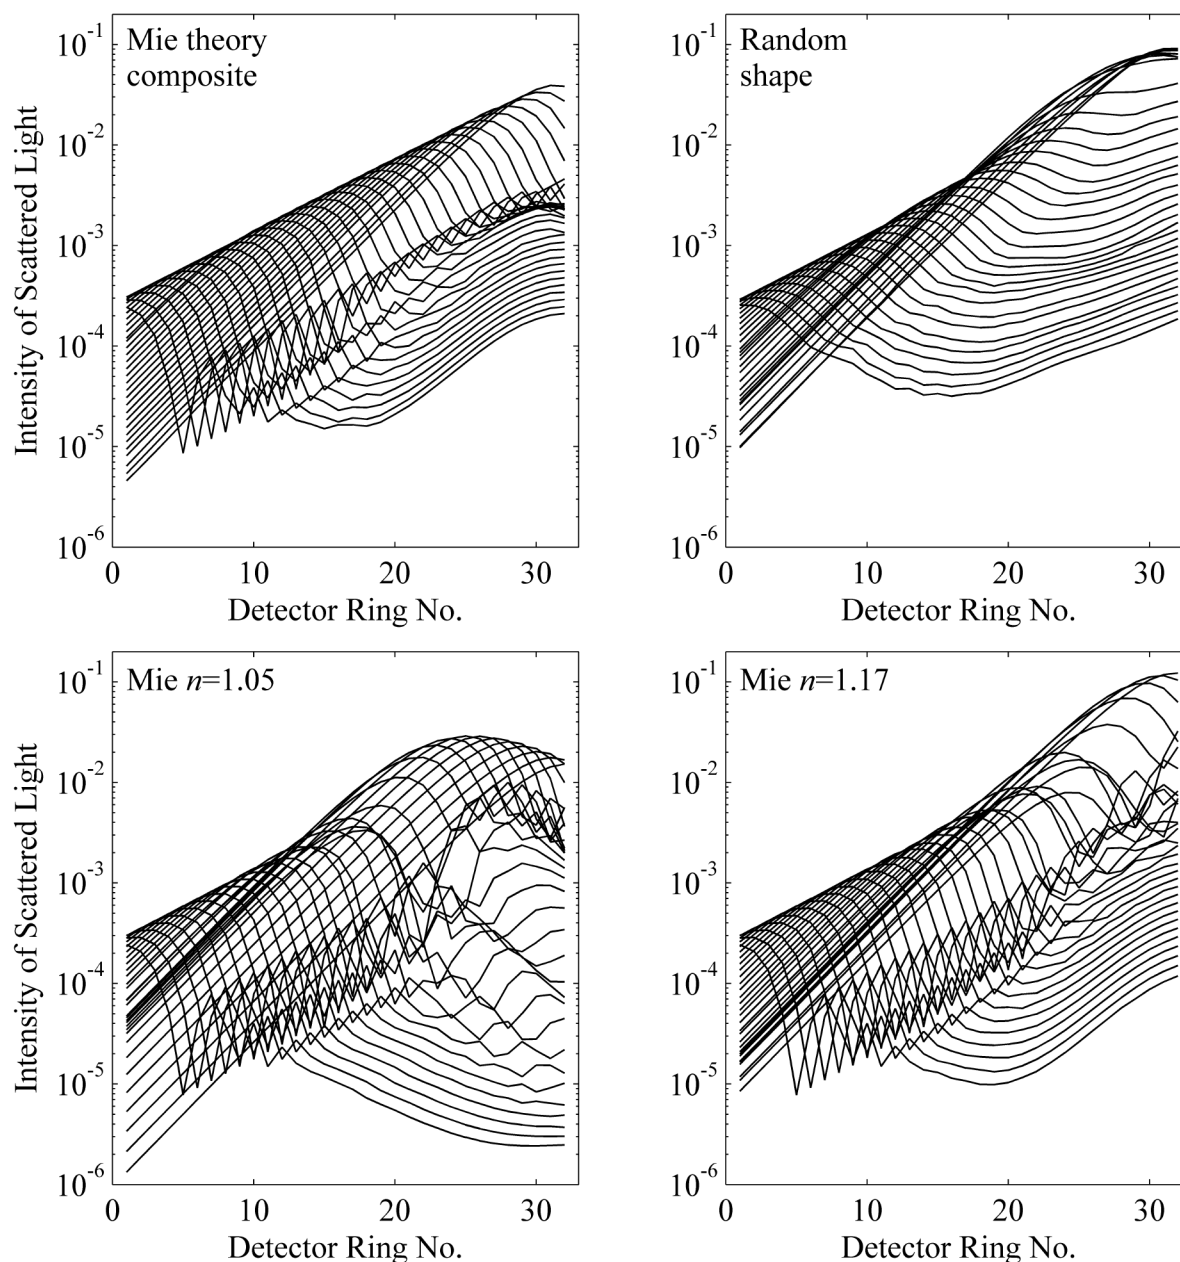 Mie theory
composite
10^-1
10^-2
10^-3
10^-4
10^-5
10^-6
Intensity of Scattered Light
0 10 20 30
Detector Ring No.
Random
shape
10^-1
10^-2
10^-3
10^-4
10^-5
10^-6
0 10 20 30
Detector Ring No.
Mie n=1.05
10^-1
10^-2
10^-3
10^-4
10^-5
10^-6
Intensity of Scattered Light
0 10 20 30
Detector Ring No.
Mie n=1.17
10^-1
10^-2
10^-3
10^-4
10^-5
10^-6
0 10 20 30
Detector Ring No.